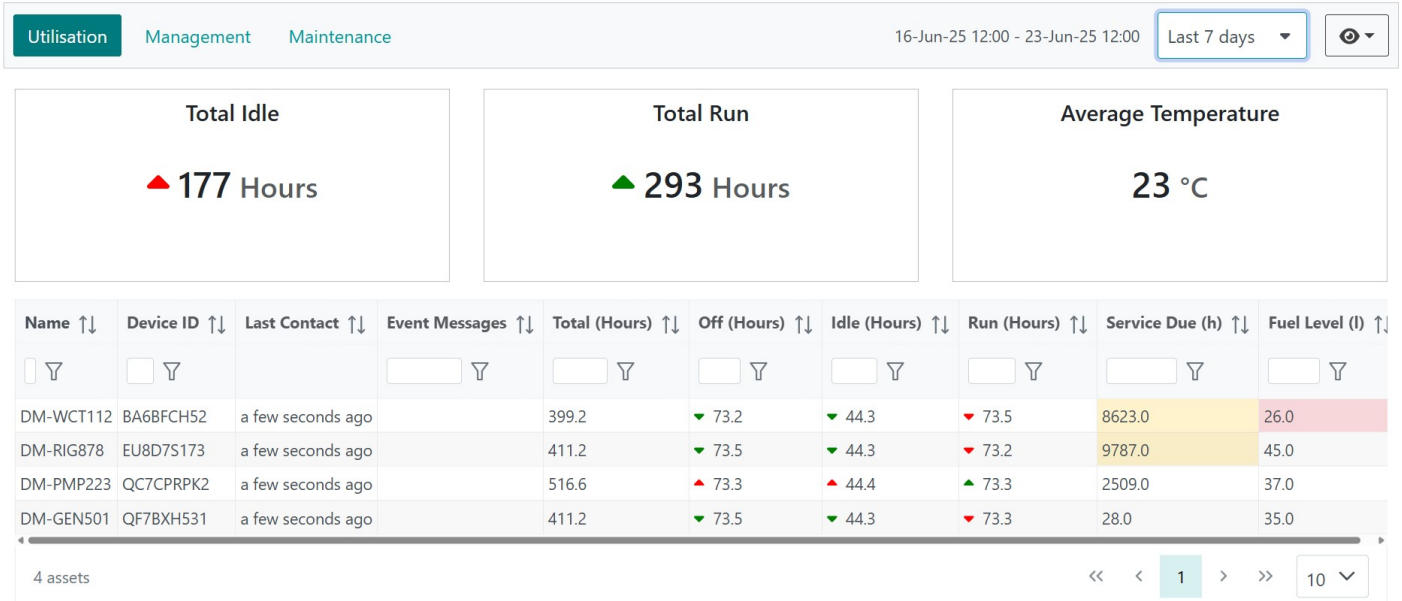 Utilisation Management Maintenance 16-Jun-25 12:00 - 23-Jun-25 12:00 Last 7 days
Total Idle Total Run Average Temperature
177 Hours 293 Hours 23 °C
Name Device ID Last Contact Event Messages Total (Hours) Off (Hours) Idle (Hours) Run (Hours) Service Due (h) Fuel Level (l)
DM-WCT112 BA6BFCH52 a few seconds ago 399.2 73.2 44.3 73.5 8623.0 26.0
DM-RIG878 EU8D7S173 a few seconds ago 411.2 73.5 44.3 73.2 9787.0 45.0
DM-PMP223 QC7CPRPK2 a few seconds ago 516.6 73.3 44.4 73.3 2509.0 37.0
DM-GEN501 QF7BXH531 a few seconds ago 411.2 73.5 44.3 73.3 28.0 35.0
4 assets 1 10